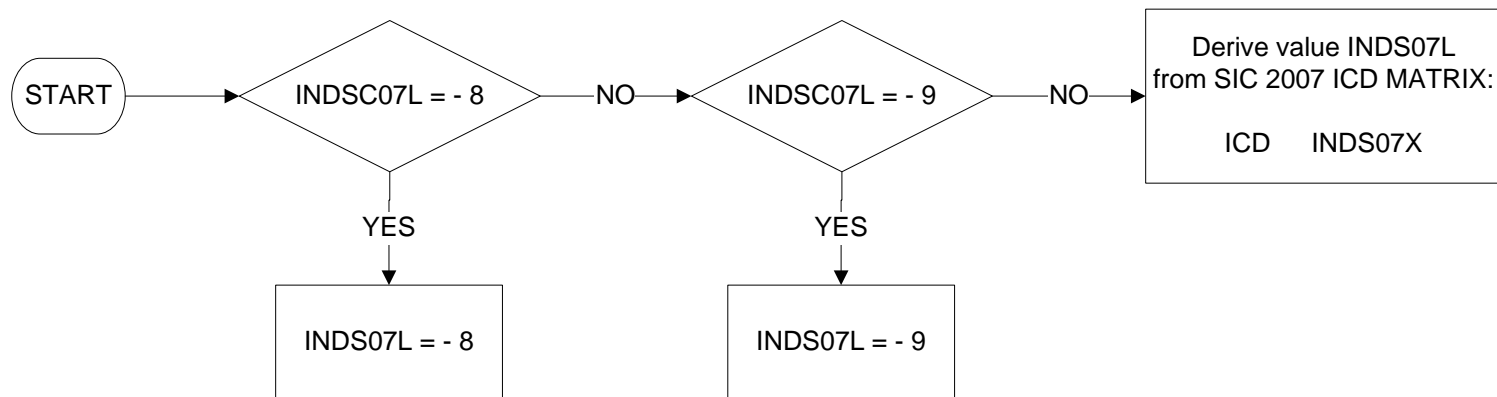 START
INDSC07L = - 8
NO
INDSC07L = - 9
NO
Derive value INDS07L
from SIC 2007 ICD MATRIX:
ICD INDS07X
YES
YES
INDS07L = - 8
INDS07L = - 9